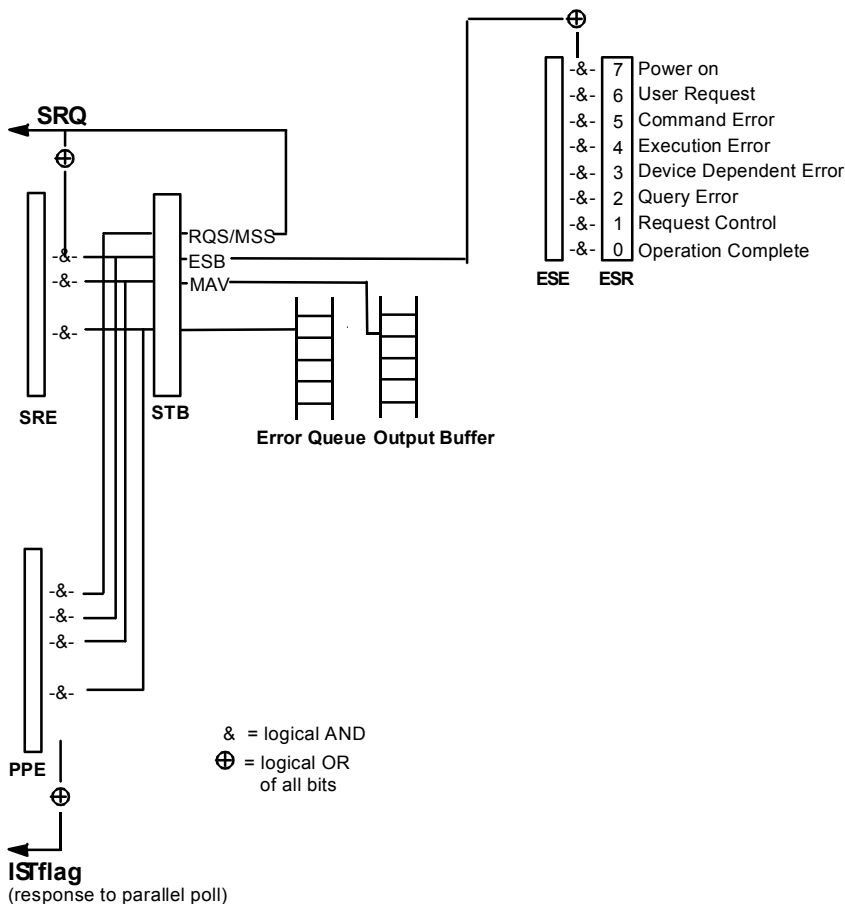 -&- 7 Power on
-&- 6 User Request
-&- 5 Command Error
-&- 4 Execution Error
-&- 3 Device Dependent Error
-&- 2 Query Error
-&- 1 Request Control
-&- 0 Operation Complete
ESE ESR
SRQ
RQS/MSS
-&- ESB
-&- MAV
-&-
SRE STB
Error Queue Output Buffer
-&-
-&-
-&-
-&-
PPE
& = logical AND
⊕ = logical OR
of all bits
ISTflag
(response to parallel poll)